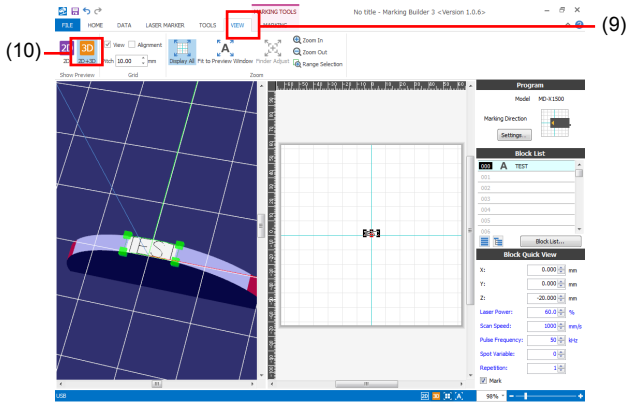 MARKING TOOLS
No title - Marking Builder 3 <Version 1.0.6>
FILE HOME DATA LASER MARKER TOOLS VIEW MARKING
(9)
(10)
2D 3D View Alignment
2D 2D+3D Pitch 10.00 mm
Display All Fit to Preview Window Finder Adjust
Zoom In
Zoom Out
Range Selection
Show Preview Grid Zoom
Program
Model MD-X1500
Marking Direction
Settings...
Block List
000 A TEST
001
002
003
004
005
006
Block List...
Block Quick View
X: 0.000 mm
Y: 0.000 mm
Z: -20.000 mm
Laser Power: 60.0 %
Scan Speed: 1000 mm/s
Pulse Frequency: 50 kHz
Spot Variable: 0
Repetition: 1
Mark
USB 2D 3D A 98%